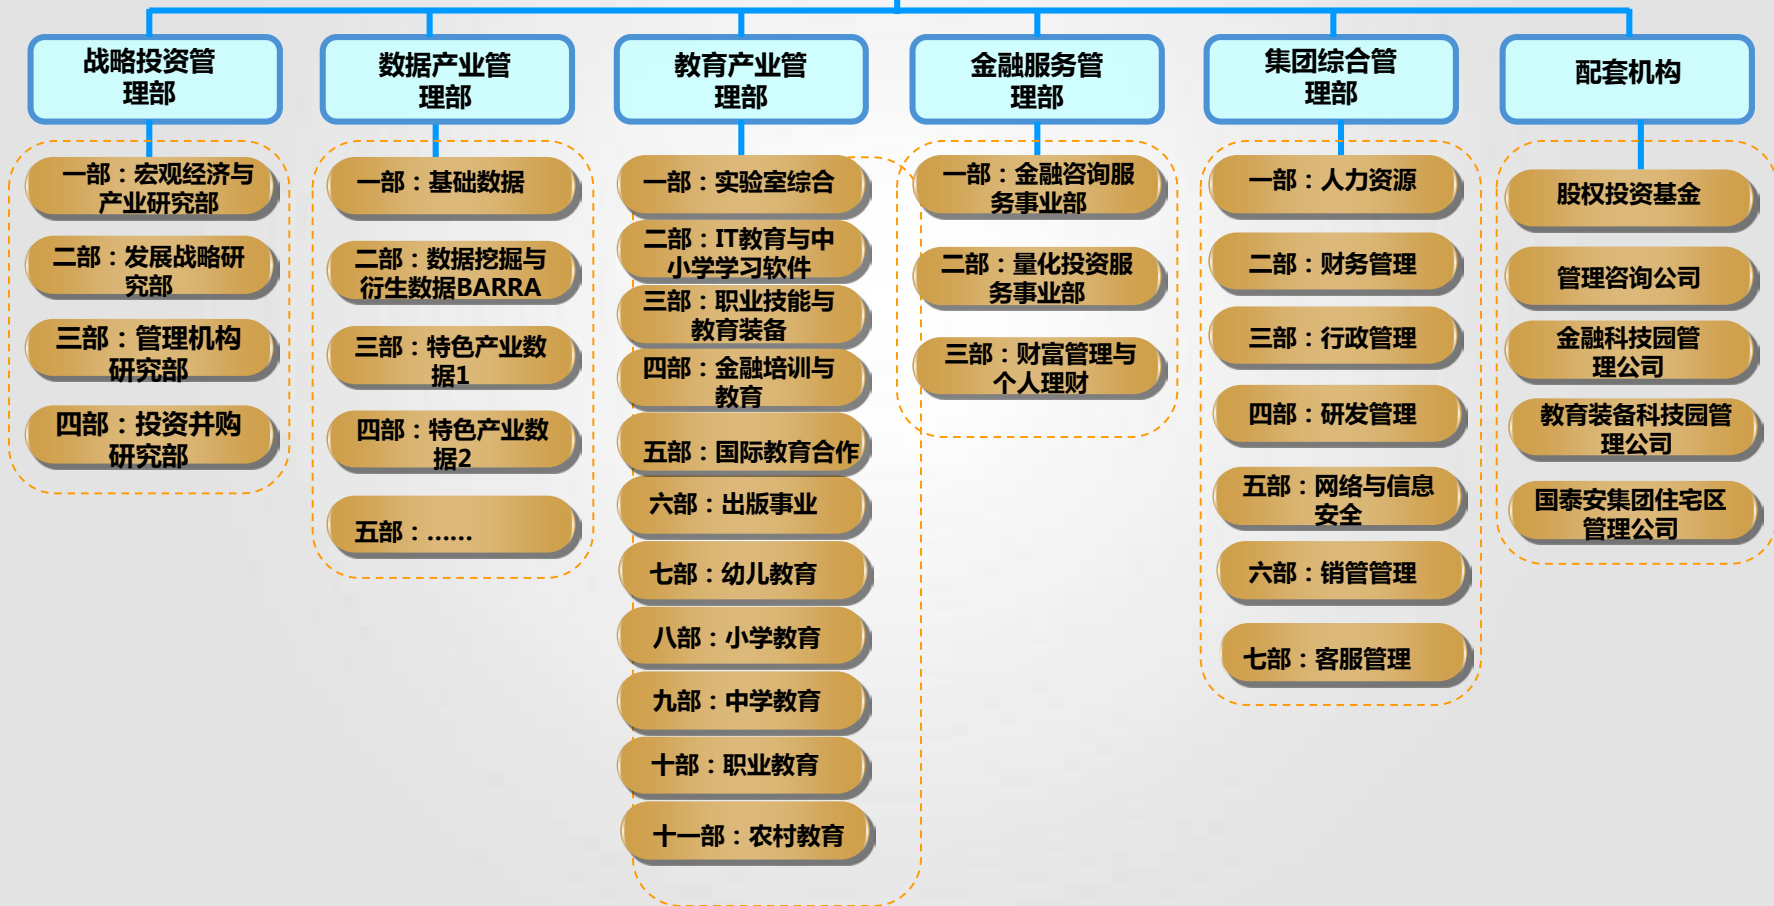 战略投资管
理部
一部：宏观经济与
产业研究部
二部：发展战略研
究部
三部：管理机构
研究部
四部：投资并购
研究部
数据产业管
理部
一部：基础数据
二部：数据挖掘与
衍生数据BARRA
三部：特色产业数
据1
四部：特色产业数
据2
五部：......
教育产业管
理部
一部：实验室综合
二部：IT教育与中
小学学习软件
三部：职业技能与
教育装备
四部：金融培训与
教育
五部：国际教育合作
六部：出版事业
七部：幼儿教育
八部：小学教育
九部：中学教育
十部：职业教育
十一部：农村教育
金融服务管
理部
一部：金融咨询服
务事业部
二部：量化投资服
务事业部
三部：财富管理与
个人理财
集团综合管
理部
一部：人力资源
二部：财务管理
三部：行政管理
四部：研发管理
五部：网络与信息
安全
六部：销管管理
七部：客服管理
配套机构
股权投资基金
管理咨询公司
金融科技园管
理公司
教育装备科技园管
理公司
国泰安集团住宅区
管理公司